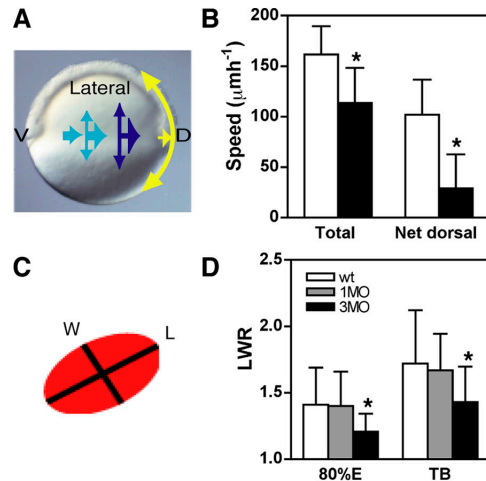 A
Lateral
V
D
B
Speed (μmh⁻¹)
200
150
100
50
0
*
*
Total Net dorsal
C
W
L
D
LWR
2.5
2.0
1.5
1.0
wt
1MO
3MO
*
*
80%E TB